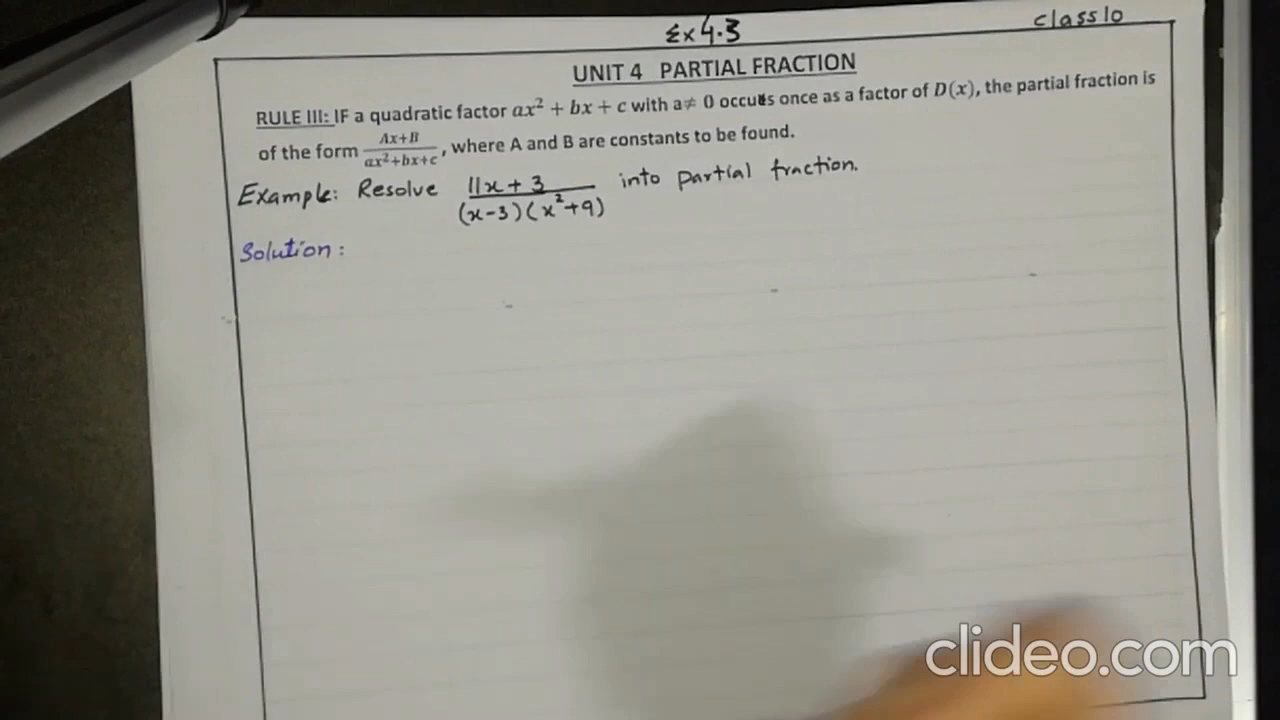 Ex 4.3
class 10
UNIT 4 PARTIAL FRACTION
RULE III: IF a quadratic factor ax² + bx + c with a≠ 0 occurs once as a factor of D(x), the partial fraction is
of the form (Ax+B)/(ax²+bx+c), where A and B are constants to be found.
Example: Resolve (11x + 3)/((x-3)(x²+9)) into partial fraction.
Solution:
clideo.com